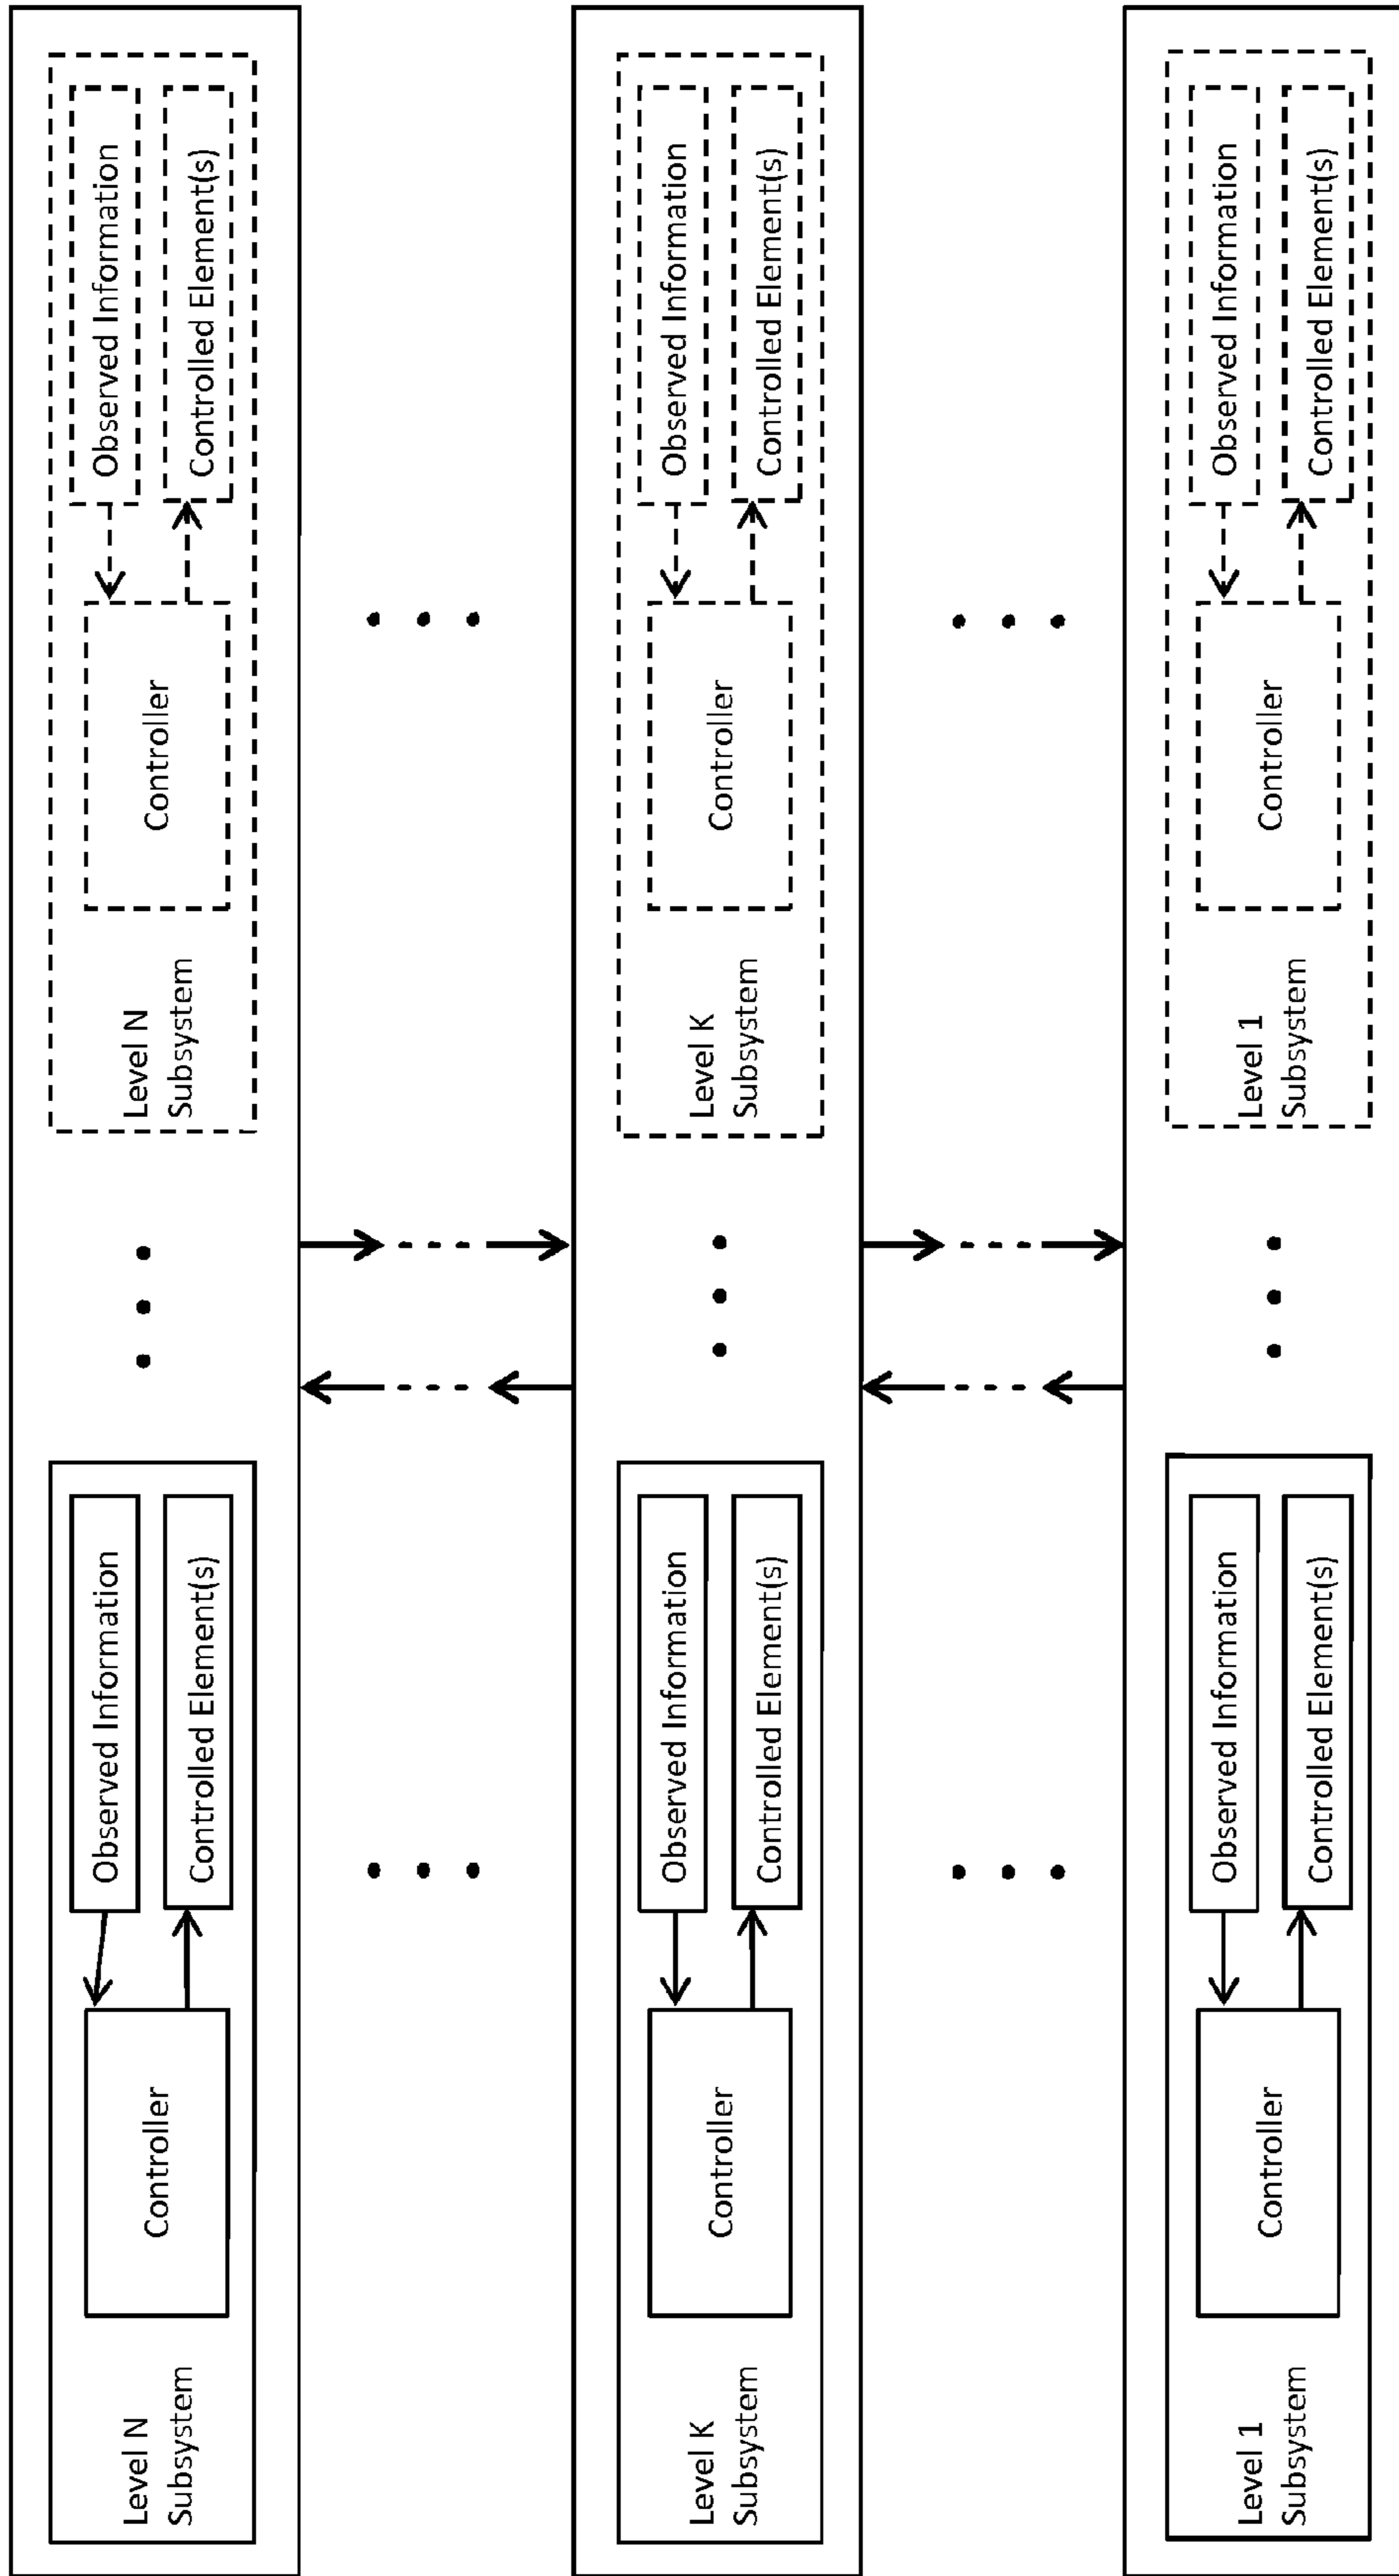 Level N
Subsystem
Controller
Observed Information
Controlled Element(s)
Level N
Subsystem
Controller
Observed Information
Controlled Element(s)
Level K
Subsystem
Controller
Observed Information
Controlled Element(s)
Level K
Subsystem
Controller
Observed Information
Controlled Element(s)
Level 1
Subsystem
Controller
Observed Information
Controlled Element(s)
Level 1
Subsystem
Controller
Observed Information
Controlled Element(s)